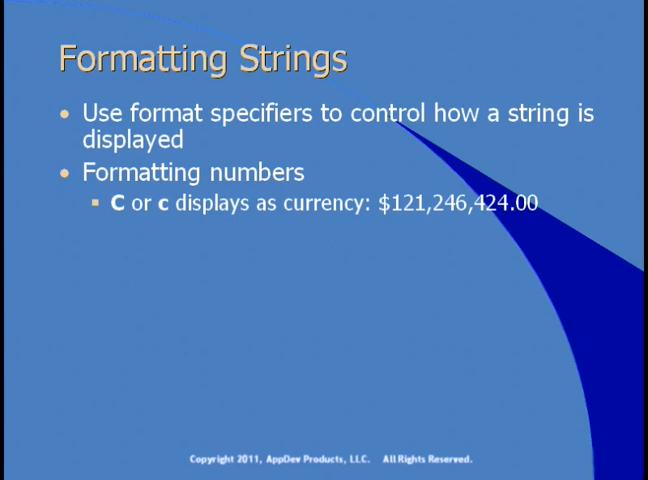 Formatting Strings
• Use format specifiers to control how a string is
displayed
• Formatting numbers
▪ C or c displays as currency: $121,246,424.00
Copyright 2011, AppDev Products, LLC. All Rights Reserved.